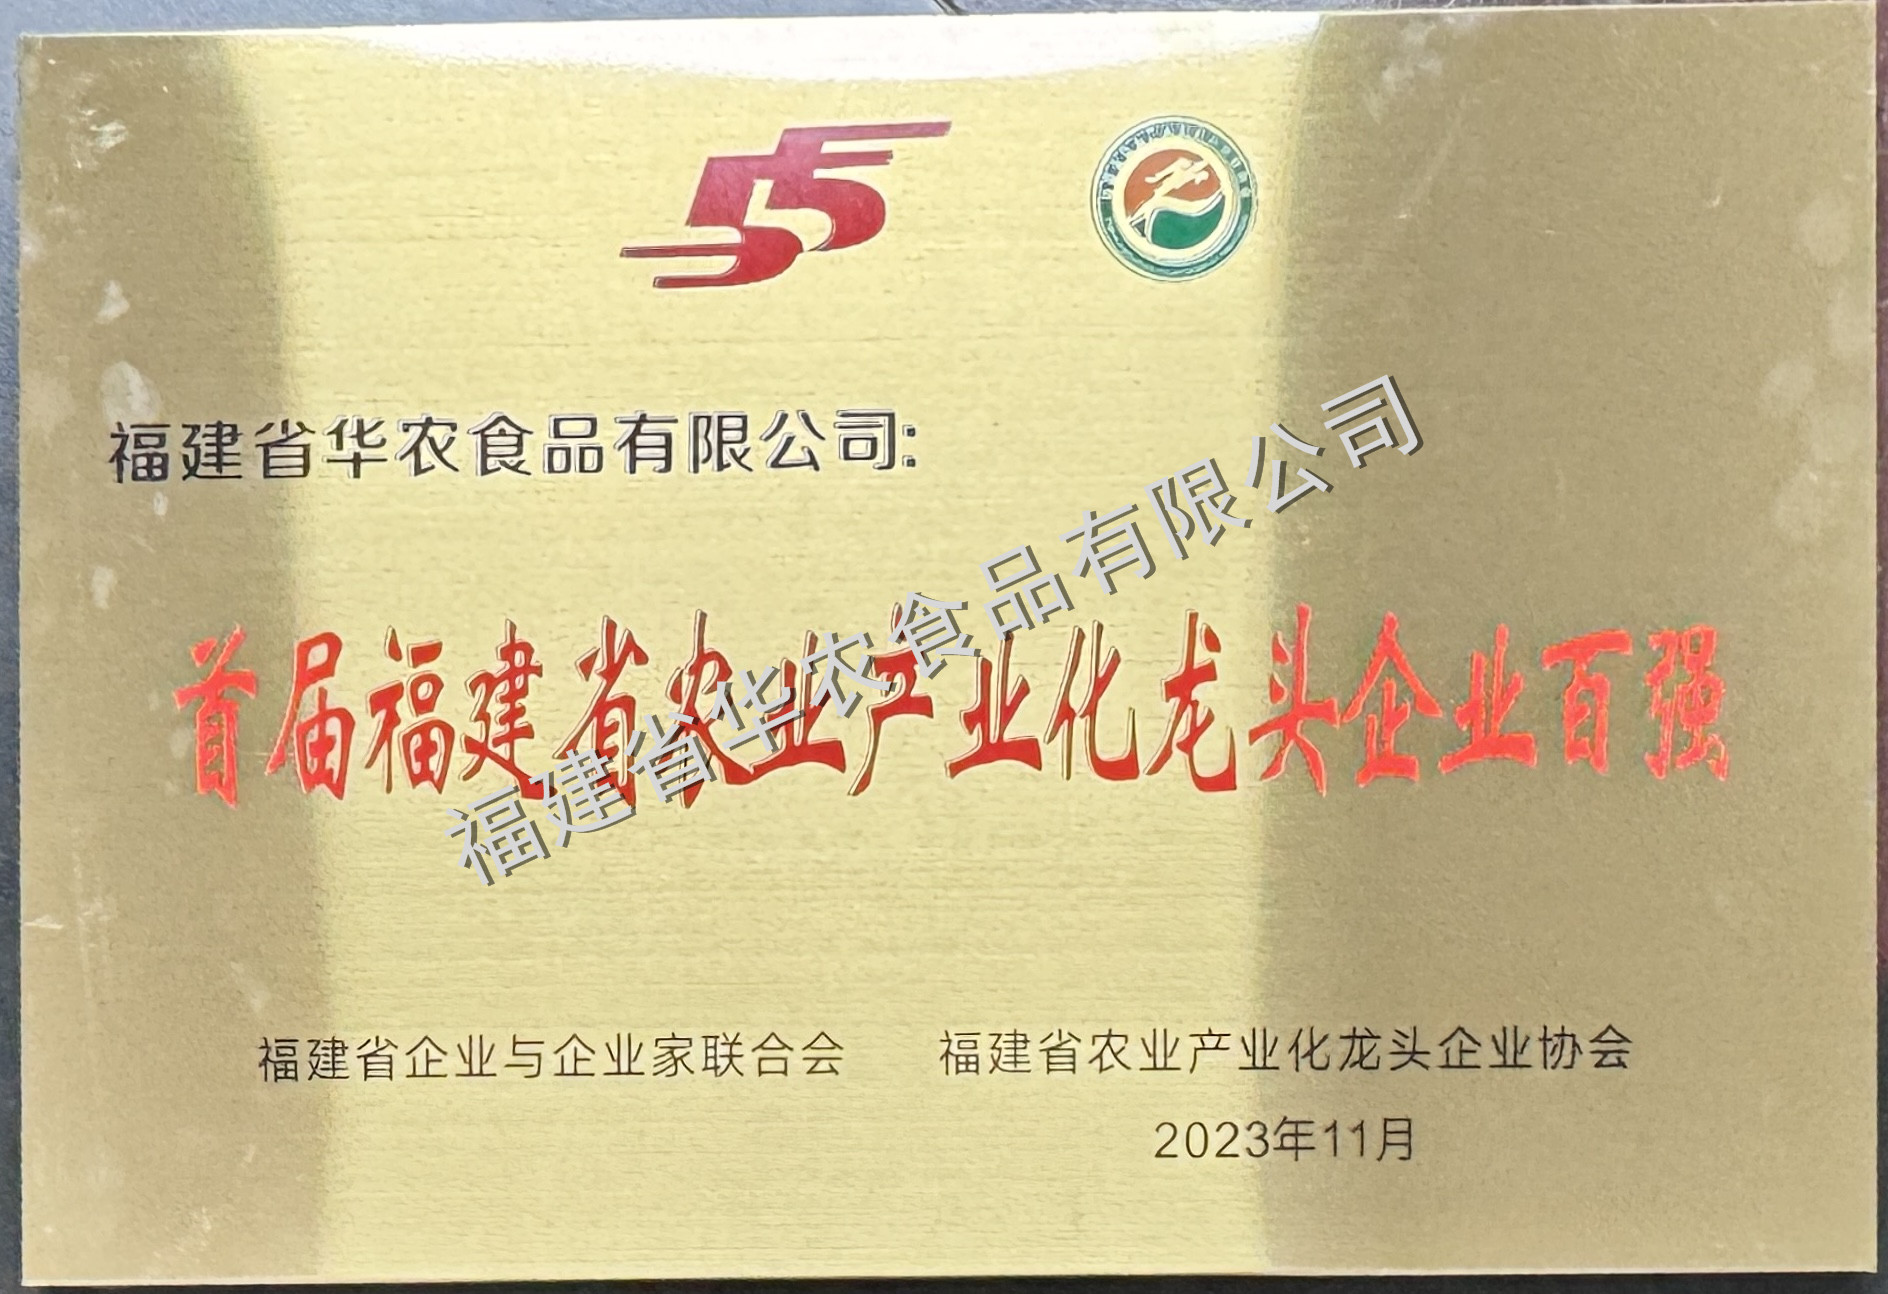 55
福建省华农食品有限公司:
首届福建省农业产业化龙头企业百强
福建省华农食品有限公司
福建省企业与企业家联合会 福建省农业产业化龙头企业协会
2023年11月